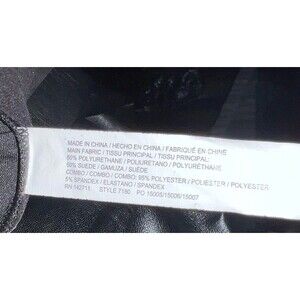 MADE IN CHINA / HECHO EN CHINA / FABRIQUÉ EN CHINE
MAIN FABRIC / TISSU PRINCIPAL / TISSU PRINCIPAL:
POLYURETHANE / POLIURETANO / POLYURÉTHANE
50% SUEDE / GAMUZA / SUÈDE
COMBO / COMBO / COMBO: 95% POLYESTER / POLIÉSTER / POLYESTER
5% SPANDEX / ELASTANO / SPANDEX
RN 142711 STYLE 7180 PO 15005/15006/15007